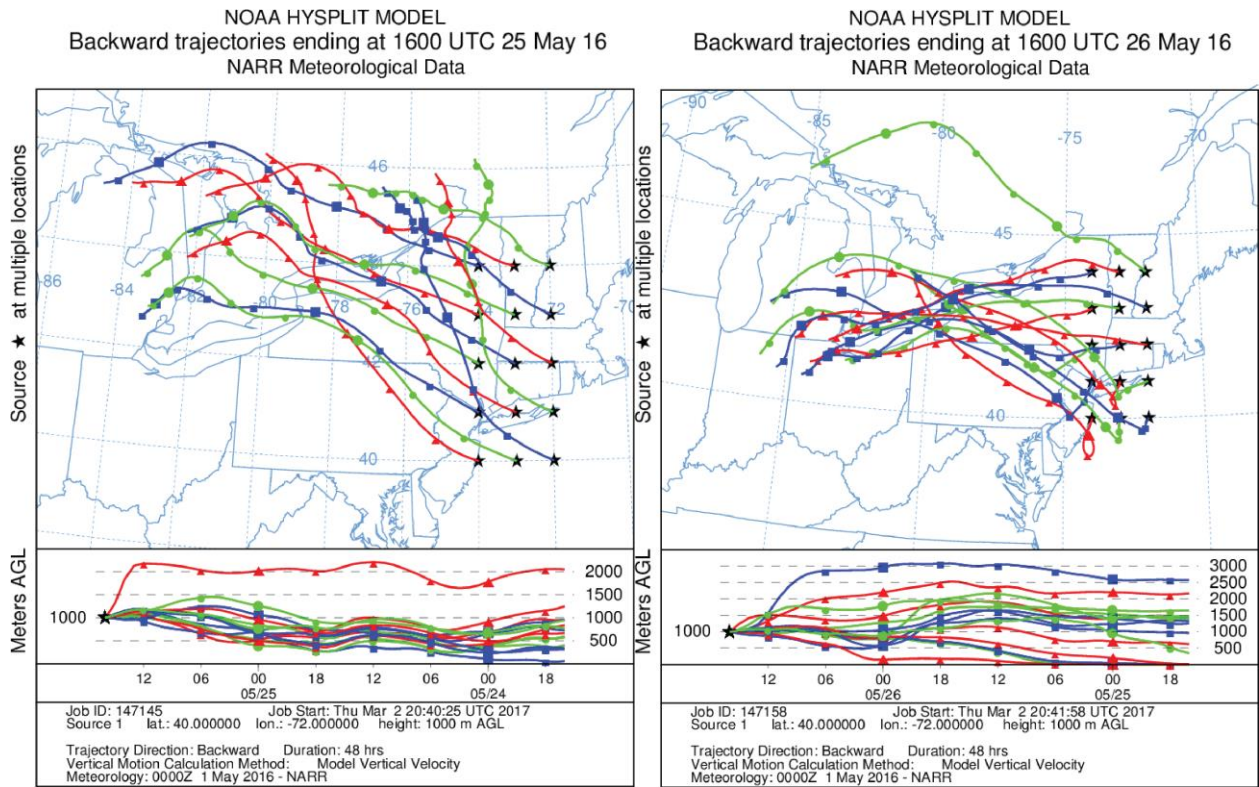 NOAA HYSPLIT MODEL
Backward trajectories ending at 1600 UTC 25 May 16
NARR Meteorological Data
Source ★ at multiple locations
46
-86
-84
-82
-80
-78
-76
-74
-72
-70
42
40
Meters AGL
1000
2000
1500
1000
500
12 06 00 18 12 06 00 18
05/25 05/24
Job ID: 147145 Job Start: Thu Mar 2 20:40:25 UTC 2017
Source 1 lat.: 40.000000 lon.: -72.000000 height: 1000 m AGL
Trajectory Direction: Backward Duration: 48 hrs
Vertical Motion Calculation Method: Model Vertical Velocity
Meteorology: 0000Z 1 May 2016 - NARR
NOAA HYSPLIT MODEL
Backward trajectories ending at 1600 UTC 26 May 16
NARR Meteorological Data
Source ★ at multiple locations
-90
-85
-80
-75
-70
45
40
Meters AGL
1000
3000
2500
2000
1500
1000
500
12 06 00 18 12 06 00 18
05/26 05/25
Job ID: 147158 Job Start: Thu Mar 2 20:41:58 UTC 2017
Source 1 lat.: 40.000000 lon.: -72.000000 height: 1000 m AGL
Trajectory Direction: Backward Duration: 48 hrs
Vertical Motion Calculation Method: Model Vertical Velocity
Meteorology: 0000Z 1 May 2016 - NARR